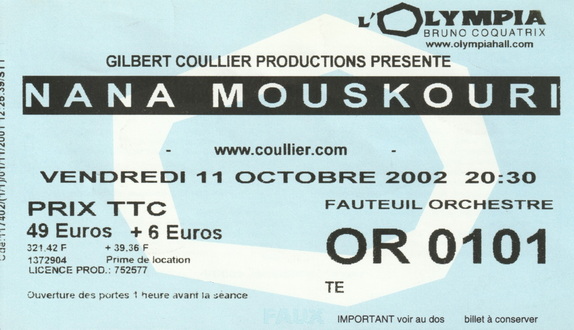 L'OLYMPIA
BRUNO COQUATRIX
www.olympiahall.com
GILBERT COULLIER PRODUCTIONS PRESENTE
NANA MOUSKOURI
- www.coullier.com -
VENDREDI 11 OCTOBRE 2002 20:30
PRIX TTC
49 Euros + 6 Euros
321.42 F + 39,36 F
1372904 Prime de location
LICENCE PROD.: 752577
Ouverture des portes 1 heure avant la séance
FAUTEUIL ORCHESTRE
OR 0101
TE
FAUX
IMPORTANT voir au dos billet à conserver